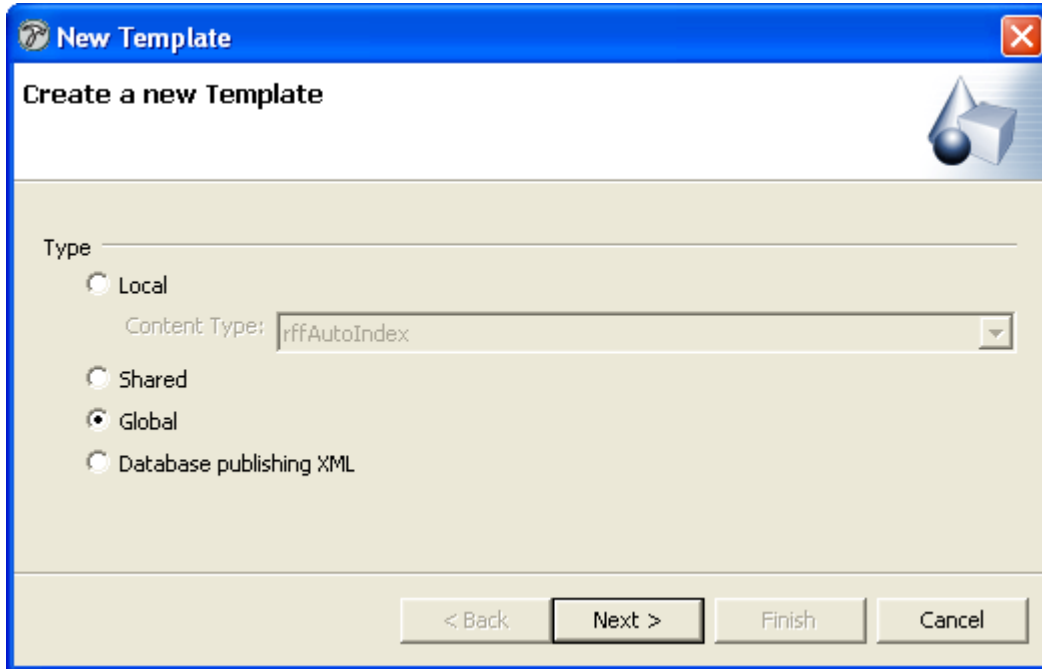 New Template
Create a new Template
Type
Local
Content Type: rffAutoIndex
Shared
Global
Database publishing XML
< Back Next > Finish Cancel